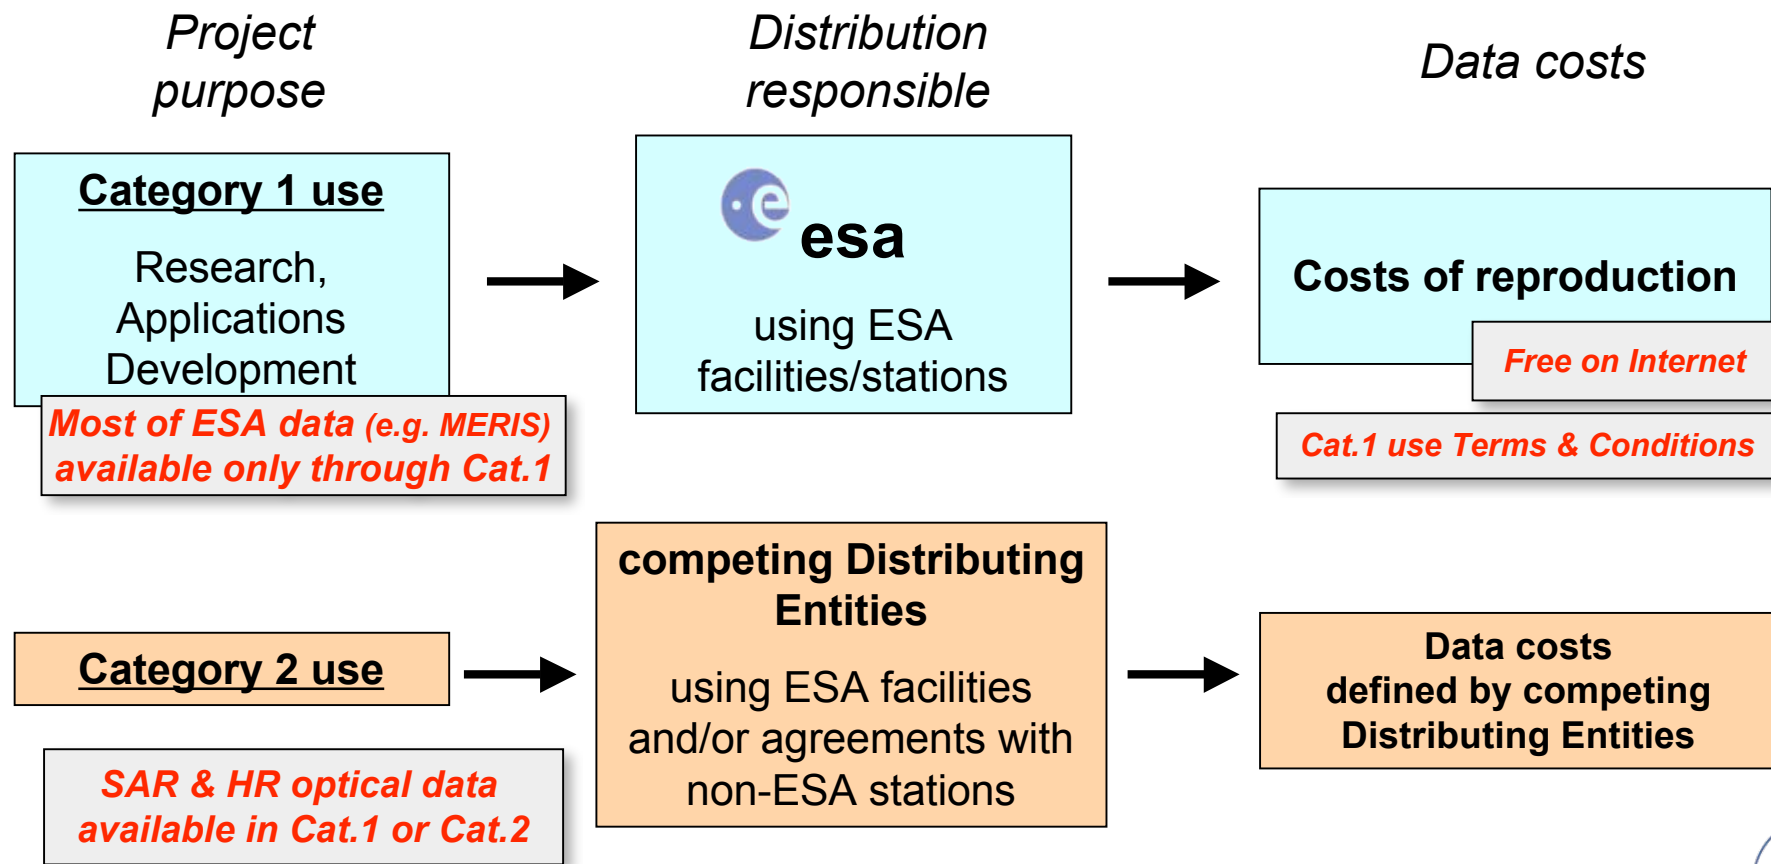 Project
purpose
Distribution
responsible
Data costs
Category 1 use
Research,
Applications
Development
Most of ESA data (e.g. MERIS)
available only through Cat.1
esa
using ESA
facilities/stations
Costs of reproduction
Free on Internet
Cat.1 use Terms & Conditions
Category 2 use
SAR & HR optical data
available in Cat.1 or Cat.2
competing Distributing
Entities
using ESA facilities
and/or agreements with
non-ESA stations
Data costs
defined by competing
Distributing Entities